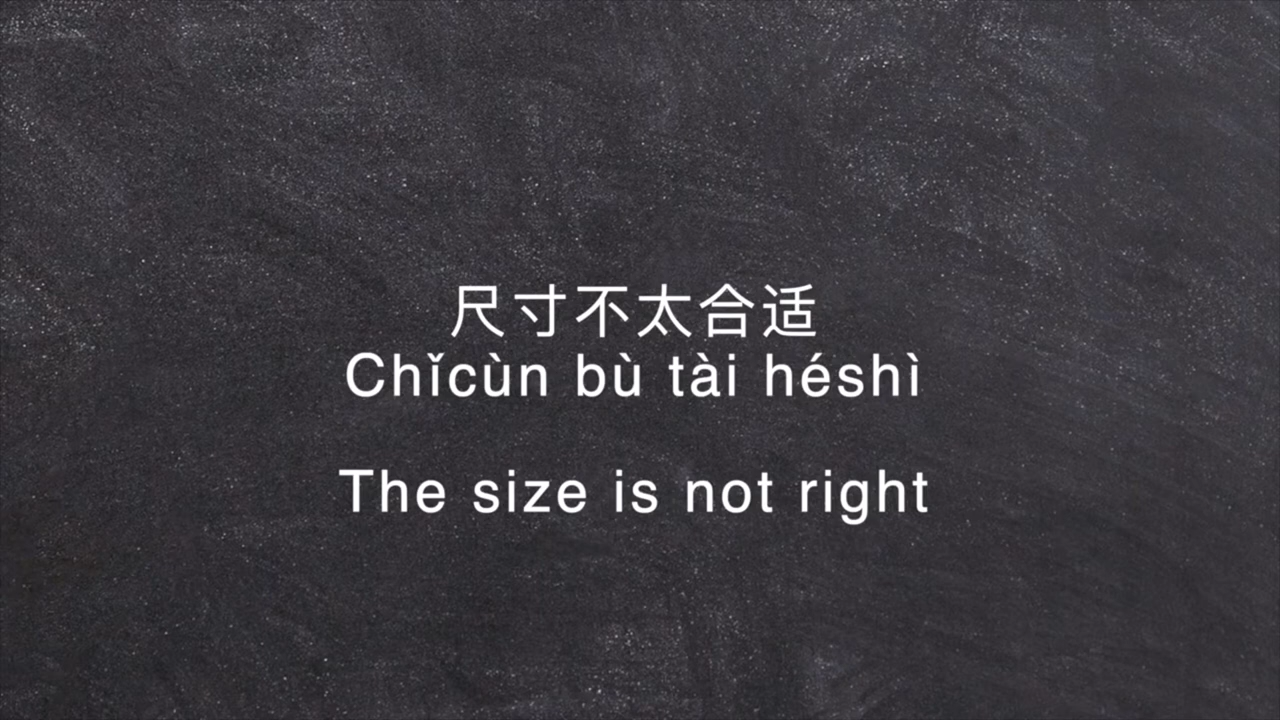 尺寸不太合适
Chǐcùn bù tài héshì
The size is not right